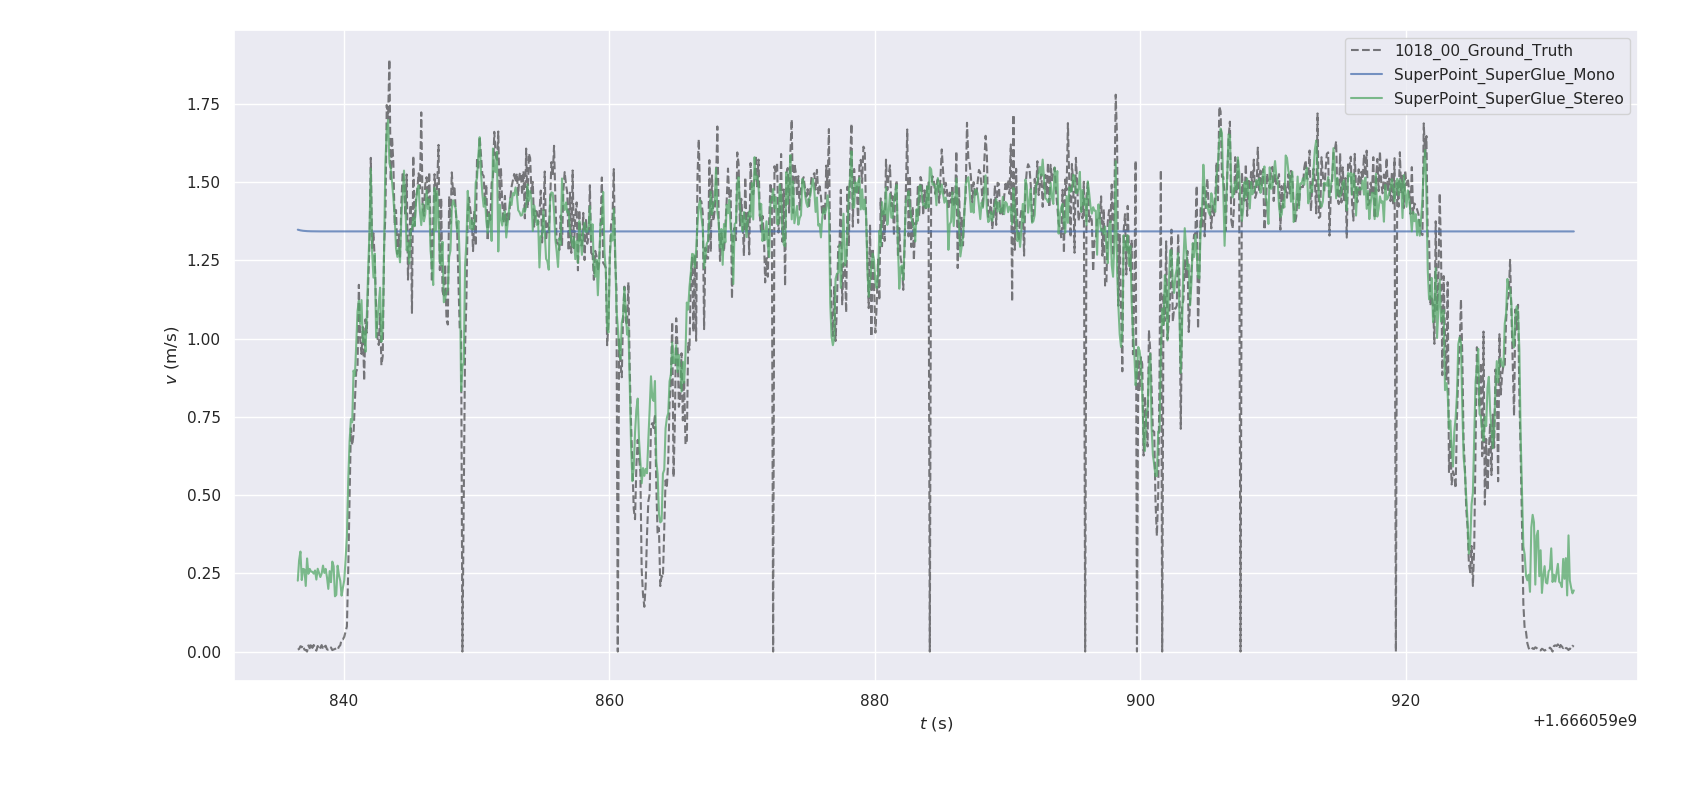 1018_00_Ground_Truth
SuperPoint_SuperGlue_Mono
SuperPoint_SuperGlue_Stereo
v (m/s)
1.75
1.50
1.25
1.00
0.75
0.50
0.25
0.00
840 860 880 900 920
t (s)
+1.666059e9